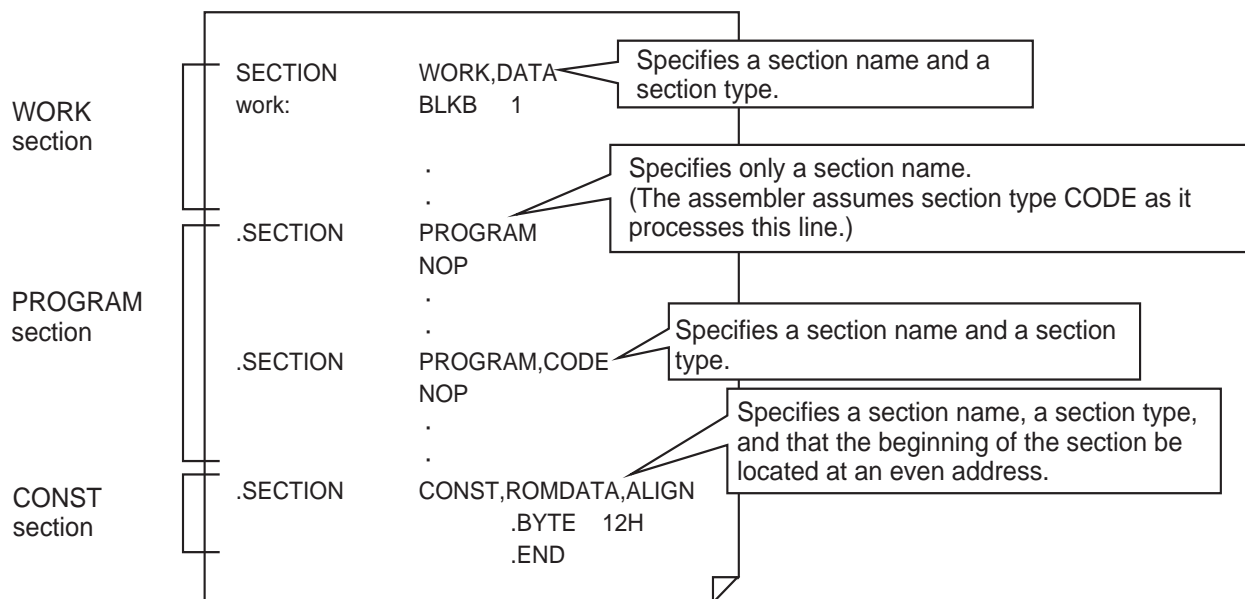 SECTION WORK,DATA
work: BLKB 1
Specifies a section name and a
section type.
WORK
section
.
.
Specifies only a section name.
(The assembler assumes section type CODE as it
processes this line.)
.SECTION PROGRAM
NOP
.
.
PROGRAM
section
.SECTION PROGRAM,CODE
NOP
.
.
Specifies a section name and a section
type.
Specifies a section name, a section type,
and that the beginning of the section be
located at an even address.
CONST
section
.SECTION CONST,ROMDATA,ALIGN
.BYTE 12H
.END